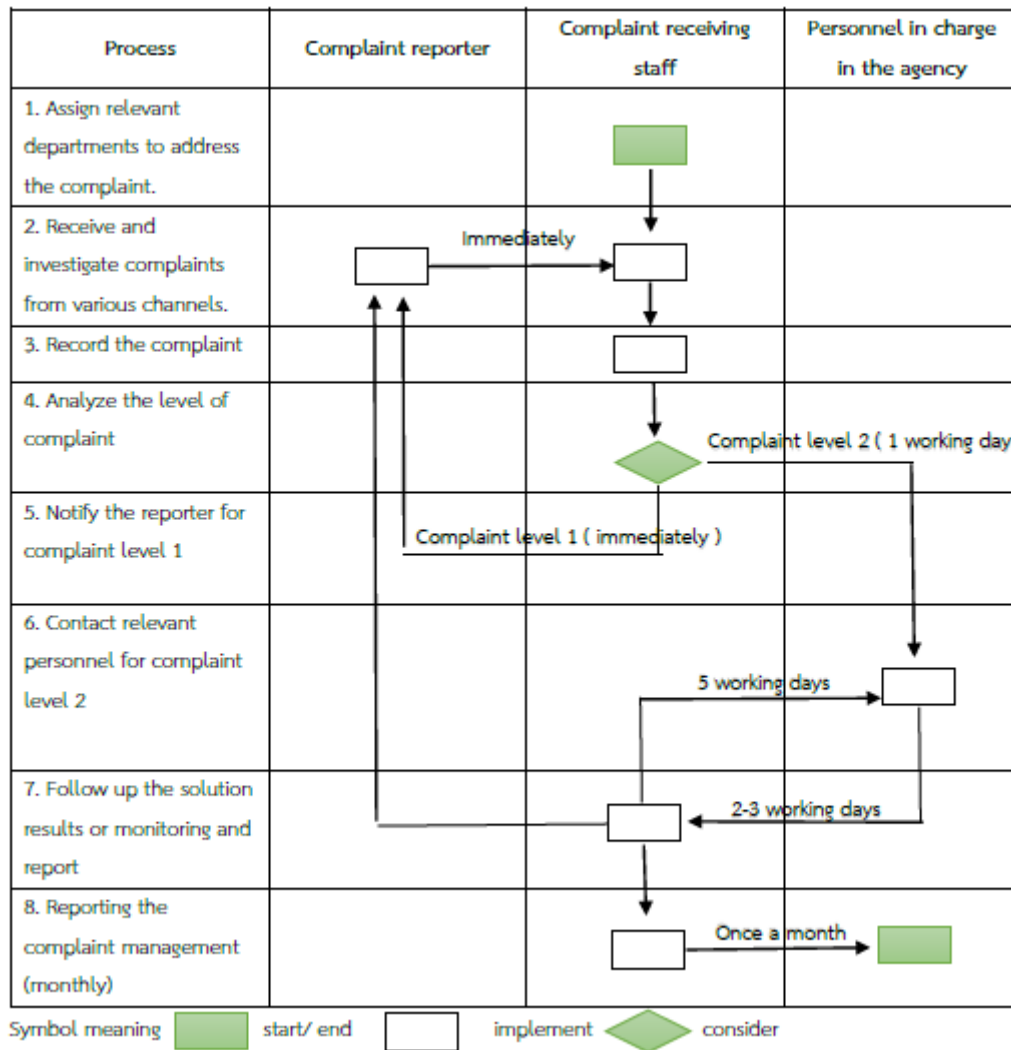 Process
Complaint reporter
Complaint receiving
staff
Personnel in charge
in the agency
1. Assign relevant
departments to address
the complaint.
2. Receive and
investigate complaints
from various channels.
Immediately
3. Record the complaint
4. Analyze the level of
complaint
Complaint level 2 ( 1 working day
5. Notify the reporter for
complaint level 1
Complaint level 1 ( immediately )
6. Contact relevant
personnel for complaint
level 2
5 working days
7. Follow up the solution
results or monitoring and
report
2-3 working days
8. Reporting the
complaint management
(monthly)
Once a month
Symbol meaning start/ end implement consider